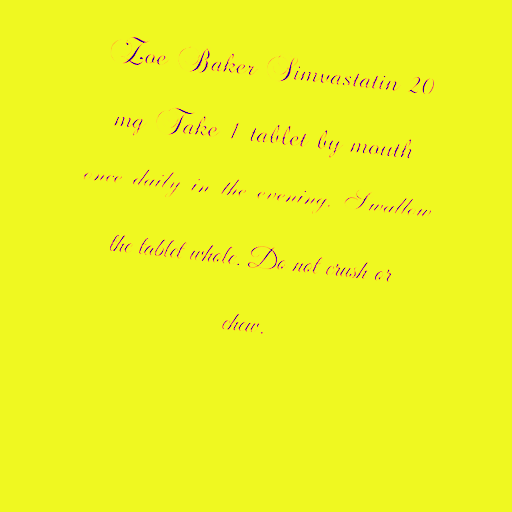 Zoe Baker Simvastatin 20
mg Take 1 tablet by mouth
once daily in the evening. Swallow
the tablet whole. Do not crush or
chew.